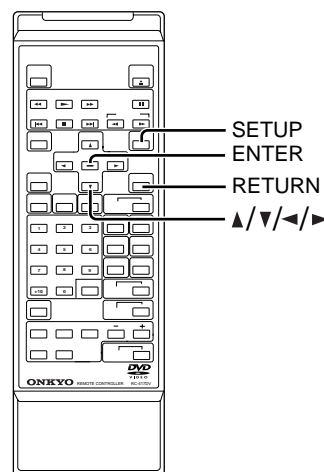 SETUP
ENTER
RETURN
▲/▼/◄/►
1 2 3
4 5 6
7 8 9
+10 0
− +
DVD
VIDEO
ONKYO REMOTE CONTROLLER RC-417DV